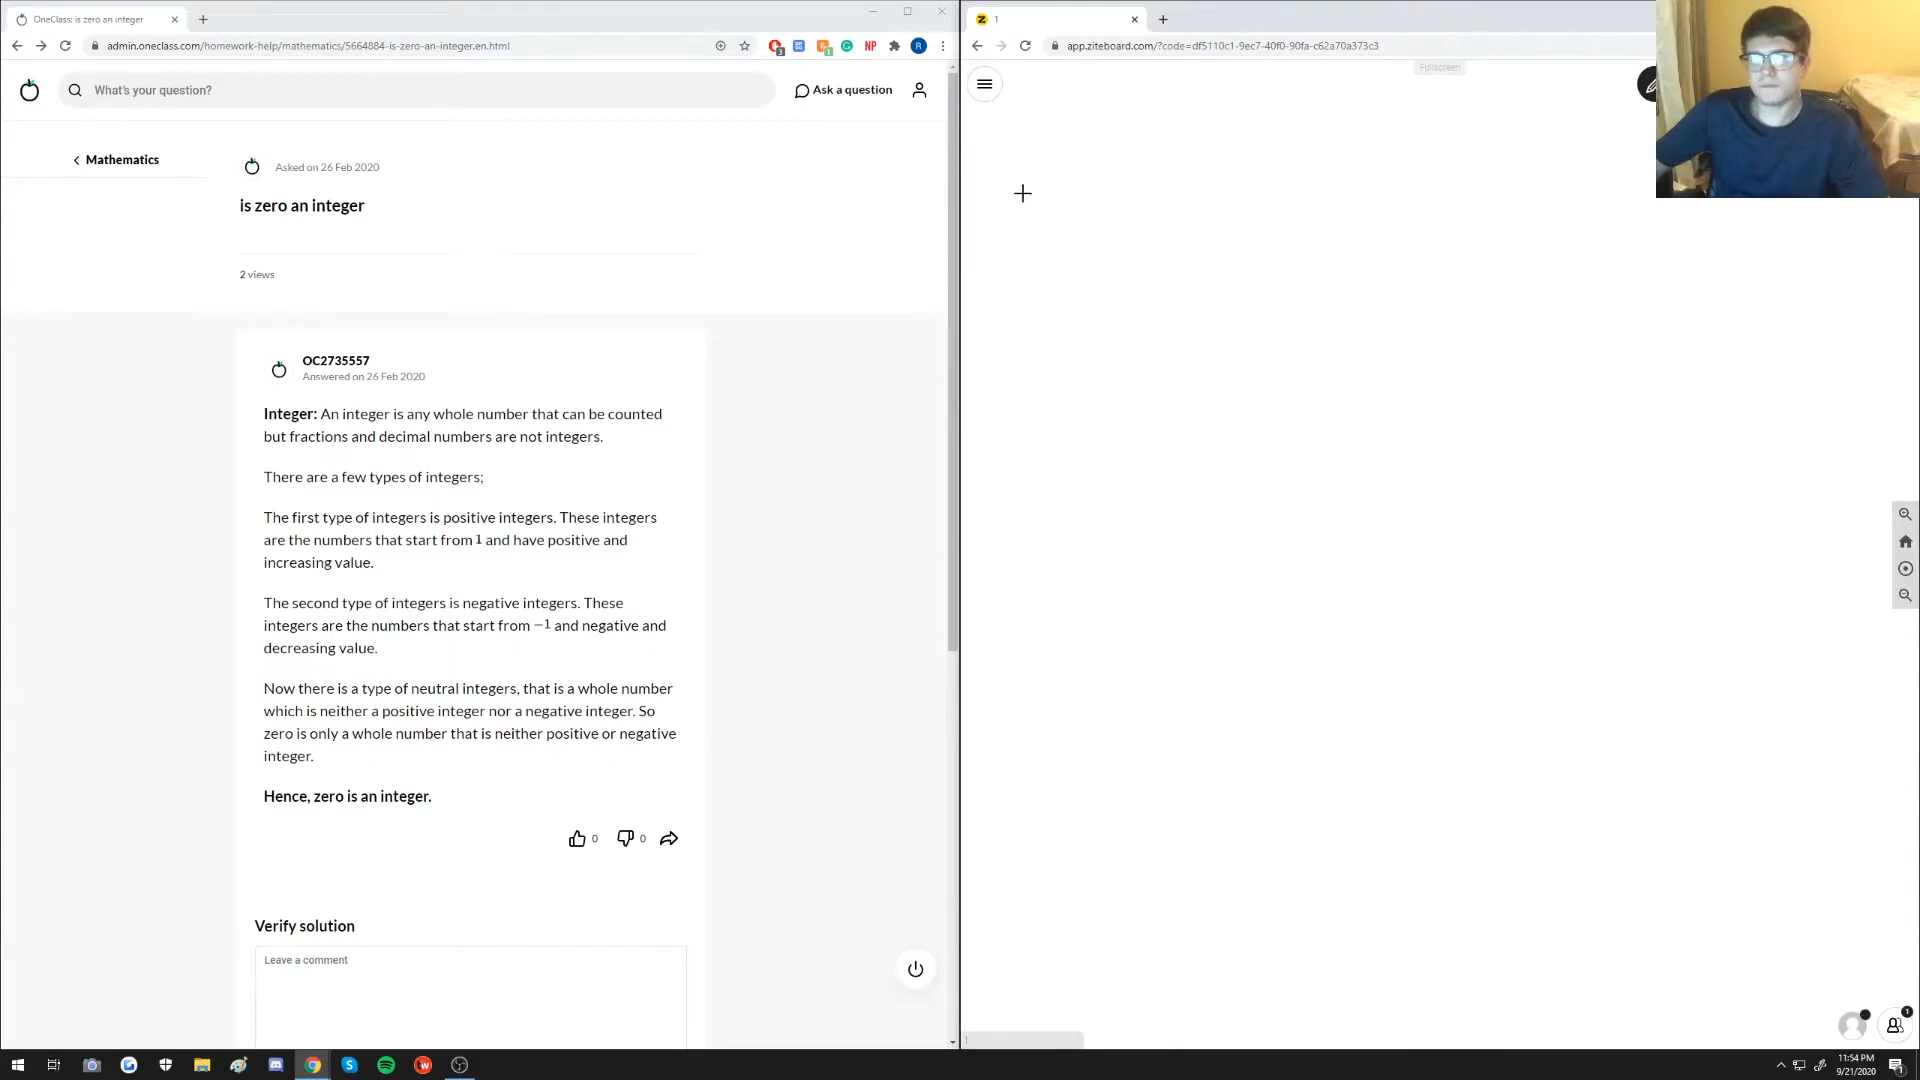 OneClass: is zero an integer
admin.oneclass.com/homework-help/mathematics/5664884-is-zero-an-integer.en.html
What's your question?
Ask a question
Mathematics
Asked on 26 Feb 2020
is zero an integer
2 views
OC2735557
Answered on 26 Feb 2020
Integer: An integer is any whole number that can be counted
but fractions and decimal numbers are not integers.
There are a few types of integers;
The first type of integers is positive integers. These integers
are the numbers that start from 1 and have positive and
increasing value.
The second type of integers is negative integers. These
integers are the numbers that start from −1 and negative and
decreasing value.
Now there is a type of neutral integers, that is a whole number
which is neither a positive integer nor a negative integer. So
zero is only a whole number that is neither positive or negative
integer.
Hence, zero is an integer.
0 0
Verify solution
Leave a comment
1
app.ziteboard.com/?code=df5110c1-9ec7-40f0-90fa-c62a70a373c3
Fullscreen
1
1
11:54 PM
9/21/2020